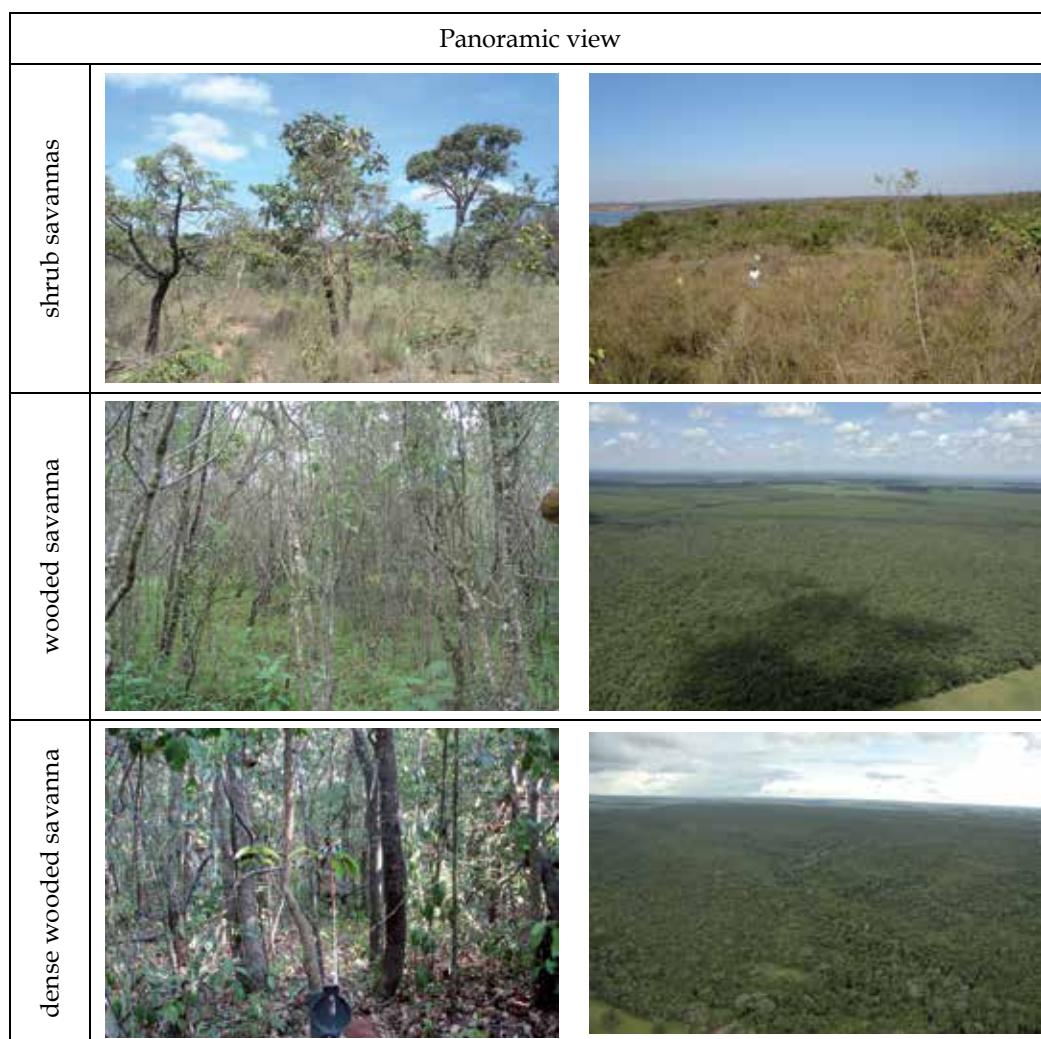 Panoramic view
shrub savannas
wooded savanna
dense wooded savanna